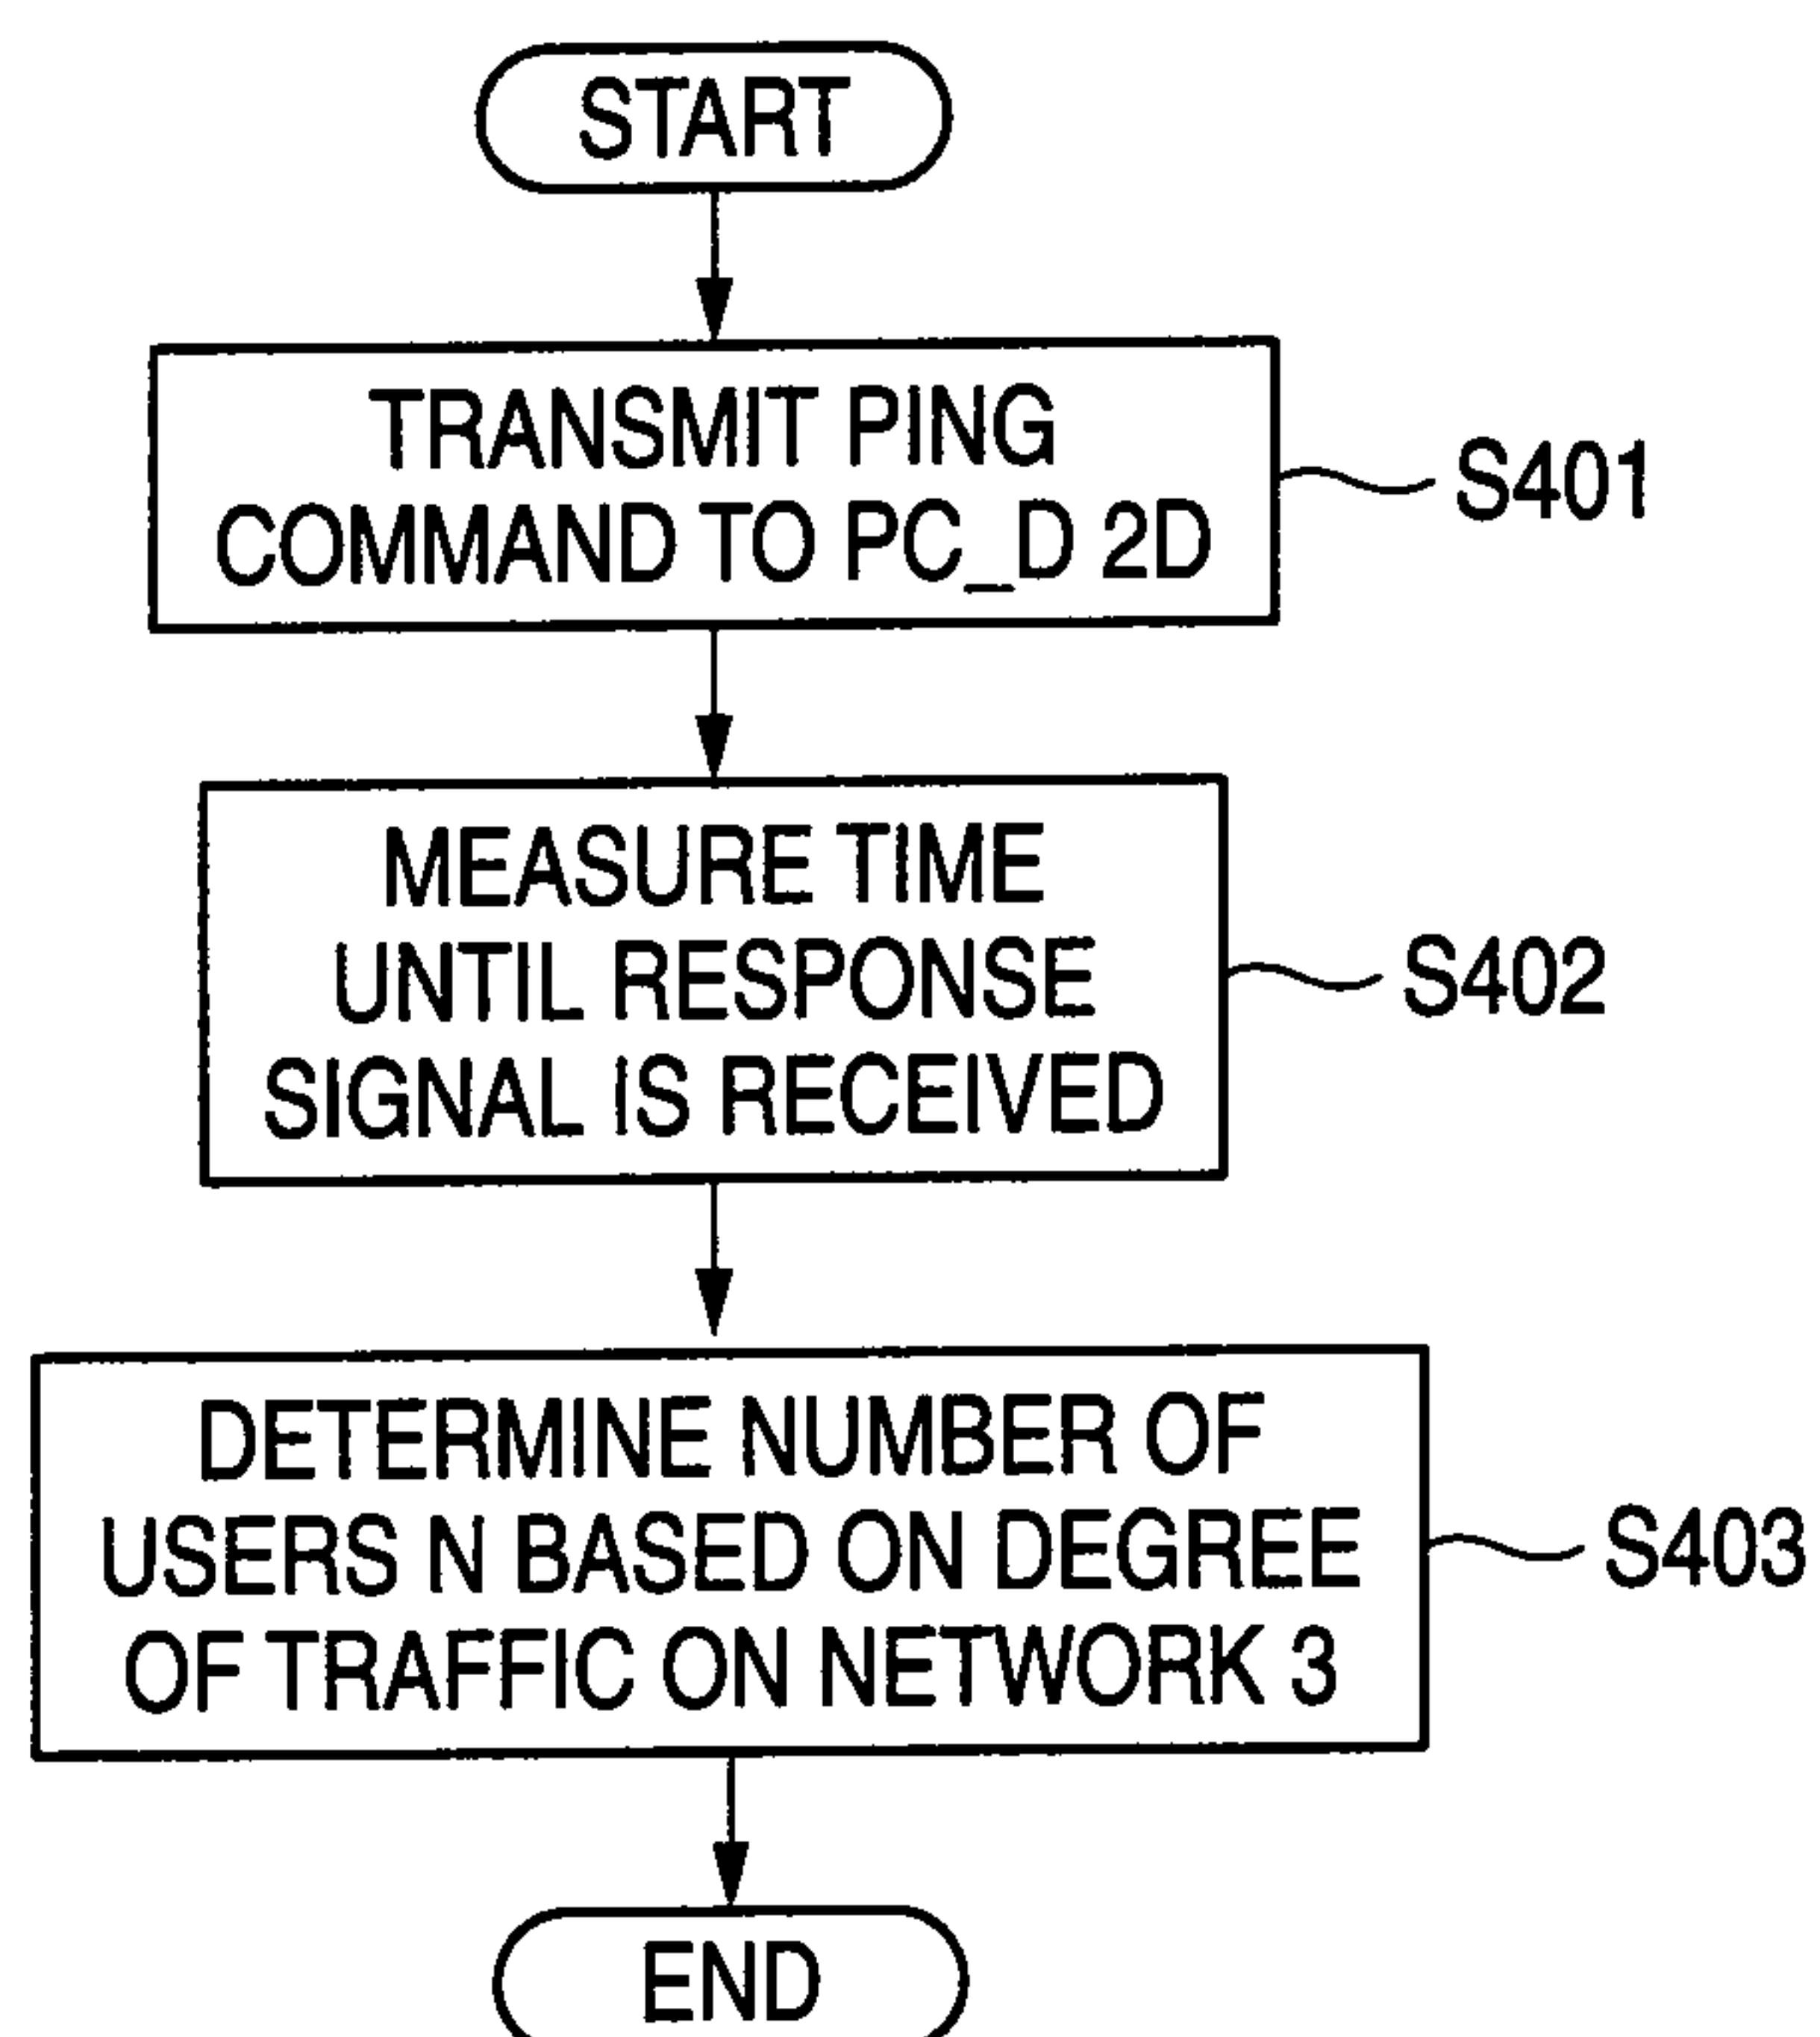 START
TRANSMIT PING
COMMAND TO PC_D 2D
S401
MEASURE TIME
UNTIL RESPONSE
SIGNAL IS RECEIVED
S402
DETERMINE NUMBER OF
USERS N BASED ON DEGREE
OF TRAFFIC ON NETWORK 3
S403
END